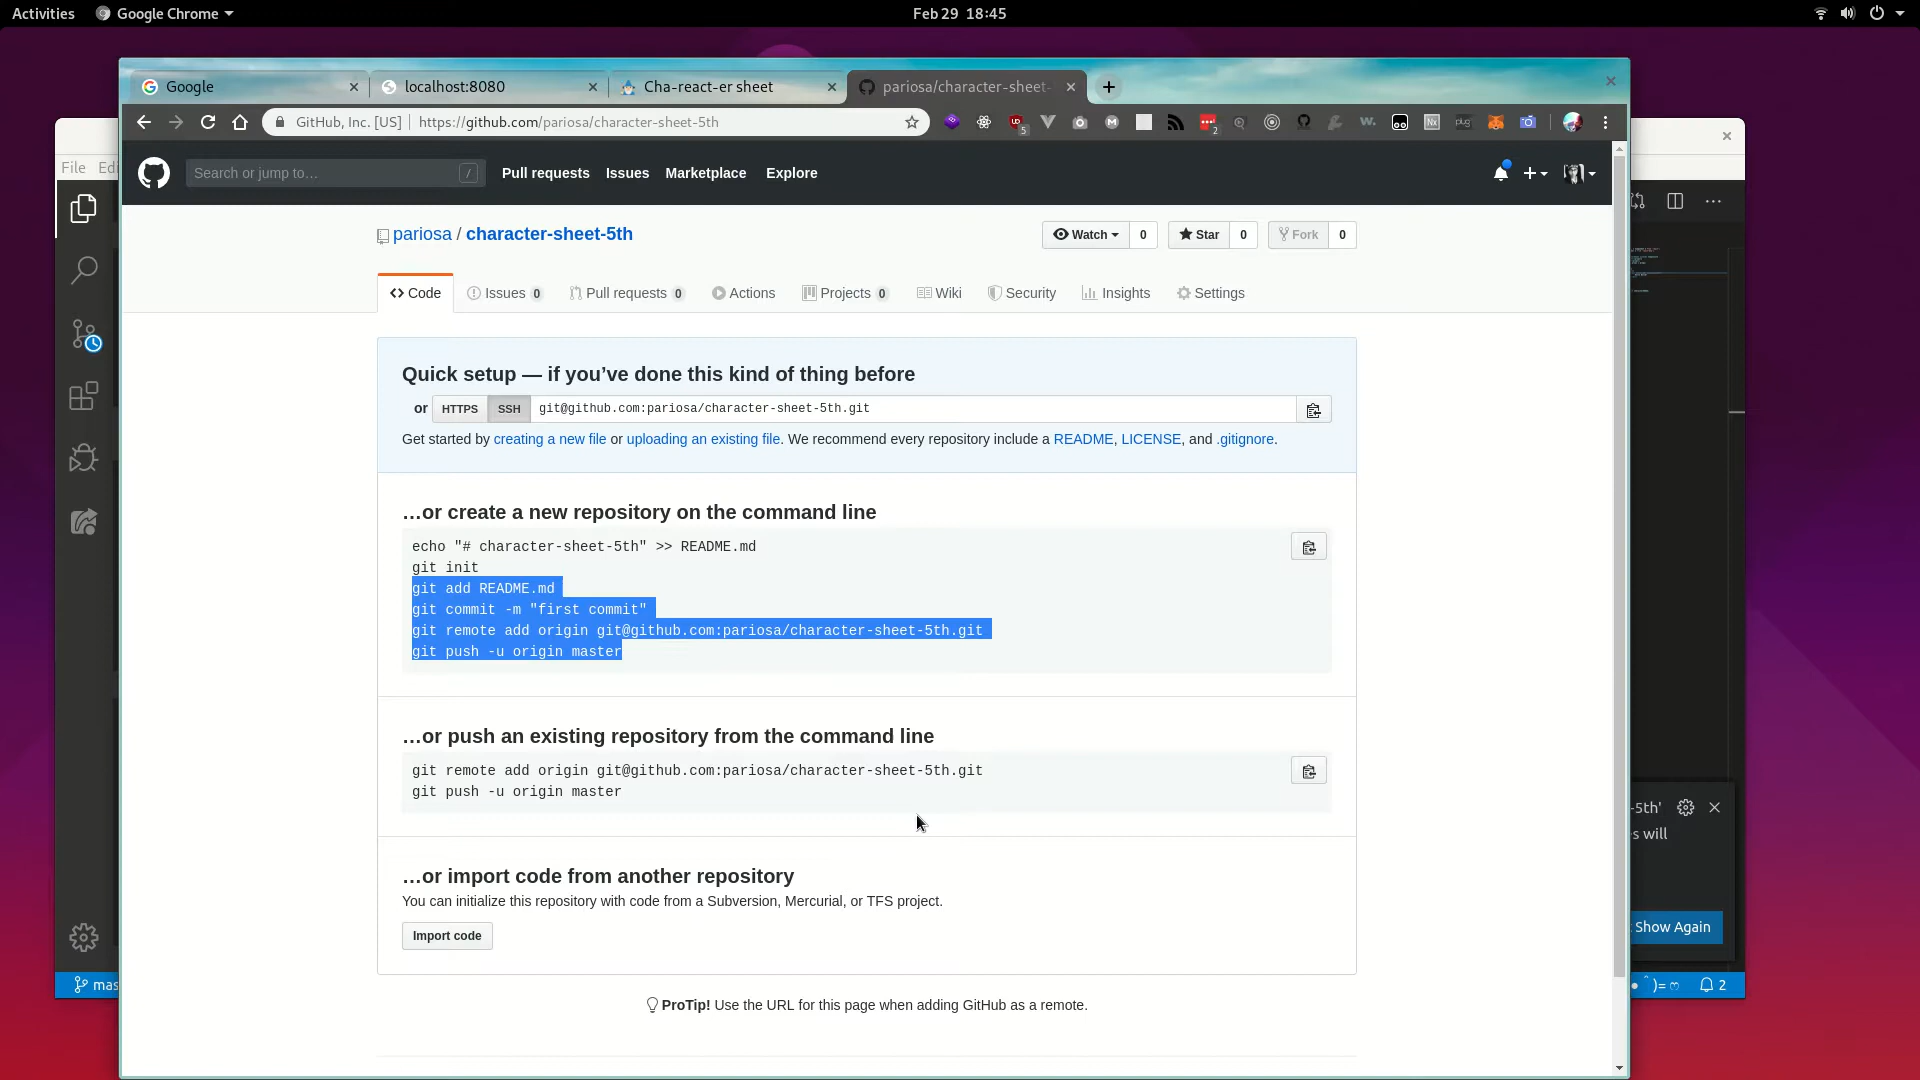 Activities
Google Chrome
Feb 29 18:45
Google
localhost:8080
Cha-react-er sheet
pariosa/character-sheet-
GitHub, Inc. [US]
https://github.com/pariosa/character-sheet-5th
5
2
File
Search or jump to…
/
Pull requests
Issues
Marketplace
Explore
pariosa / character-sheet-5th
Watch
0
Star
0
Fork
0
Code
Issues 0
Pull requests 0
Actions
Projects 0
Wiki
Security
Insights
Settings
Quick setup — if you’ve done this kind of thing before
or
HTTPS
SSH
git@github.com:pariosa/character-sheet-5th.git
Get started by creating a new file or uploading an existing file. We recommend every repository include a README, LICENSE, and .gitignore.
…or create a new repository on the command line
echo "# character-sheet-5th" >> README.md
git init
git add README.md
git commit -m "first commit"
git remote add origin git@github.com:pariosa/character-sheet-5th.git
git push -u origin master
…or push an existing repository from the command line
git remote add origin git@github.com:pariosa/character-sheet-5th.git
git push -u origin master
-5th'
s will
…or import code from another repository
You can initialize this repository with code from a Subversion, Mercurial, or TFS project.
Show Again
Import code
mas
2
ProTip! Use the URL for this page when adding GitHub as a remote.